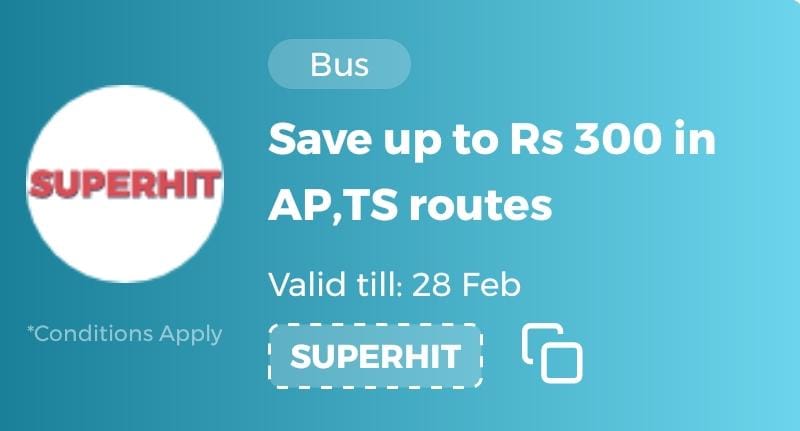 Bus
Save up to Rs 300 in
AP,TS routes
SUPERHIT
Valid till: 28 Feb
*Conditions Apply
SUPERHIT